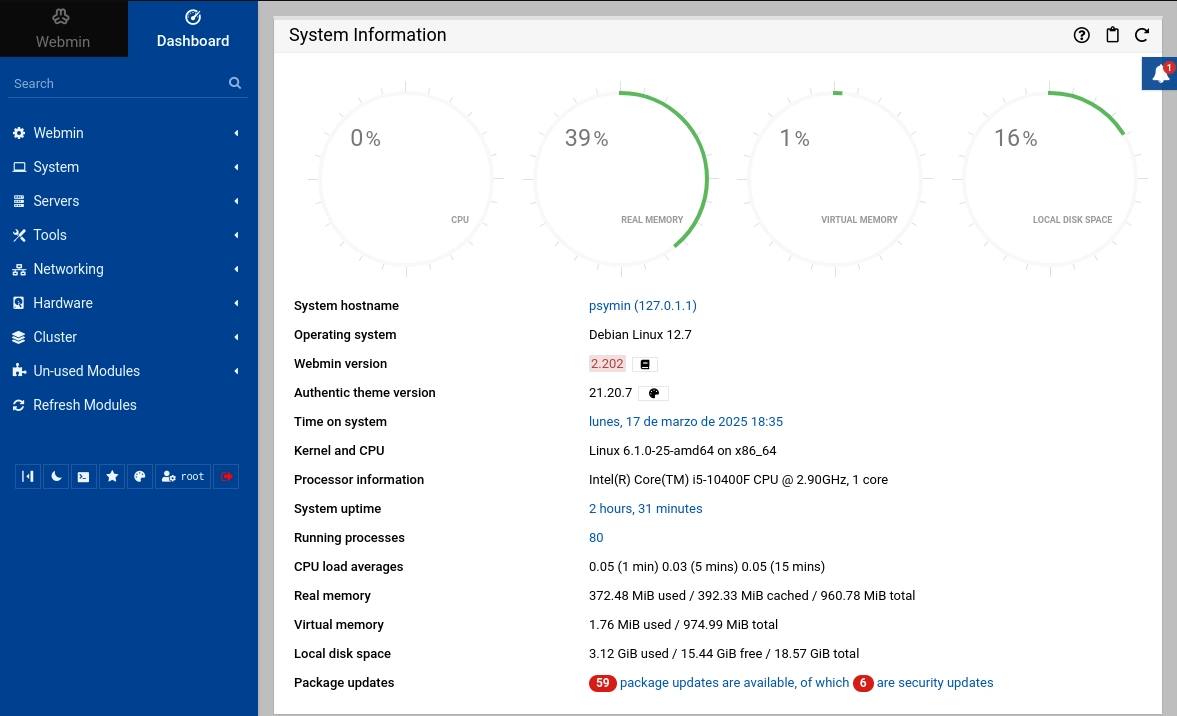 Webmin
Dashboard
Search
Webmin
System
Servers
Tools
Networking
Hardware
Cluster
Un-used Modules
Refresh Modules
root
System Information
1
0%
CPU
39%
REAL MEMORY
1%
VIRTUAL MEMORY
16%
LOCAL DISK SPACE
System hostname psymin (127.0.1.1)
Operating system Debian Linux 12.7
Webmin version 2.202
Authentic theme version 21.20.7
Time on system lunes, 17 de marzo de 2025 18:35
Kernel and CPU Linux 6.1.0-25-amd64 on x86_64
Processor information Intel(R) Core(TM) i5-10400F CPU @ 2.90GHz, 1 core
System uptime 2 hours, 31 minutes
Running processes 80
CPU load averages 0.05 (1 min) 0.03 (5 mins) 0.05 (15 mins)
Real memory 372.48 MiB used / 392.33 MiB cached / 960.78 MiB total
Virtual memory 1.76 MiB used / 974.99 MiB total
Local disk space 3.12 GiB used / 15.44 GiB free / 18.57 GiB total
Package updates 59 package updates are available, of which 6 are security updates